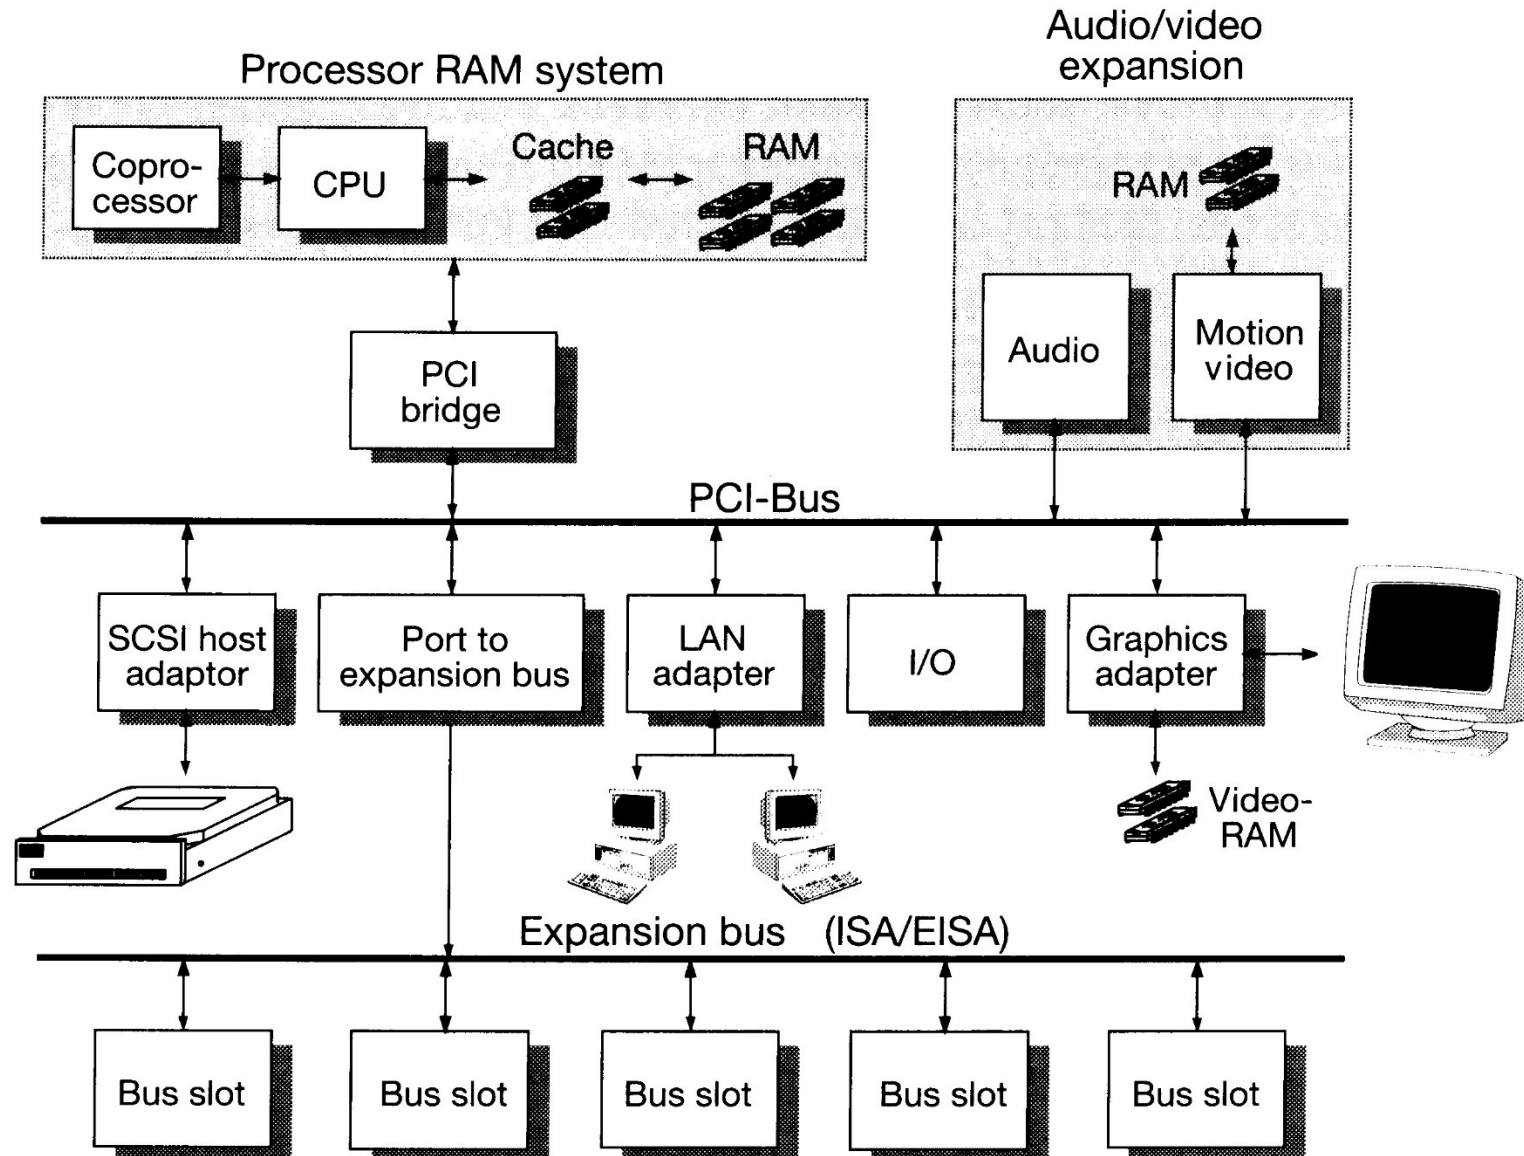 Audio/video
expansion
Processor RAM system
Copro-
cessor
CPU
Cache
RAM
RAM
Audio
Motion
video
PCI
bridge
PCI-Bus
SCSI host
adaptor
Port to
expansion bus
LAN
adapter
I/O
Graphics
adapter
Video-
RAM
Expansion bus (ISA/EISA)
Bus slot
Bus slot
Bus slot
Bus slot
Bus slot